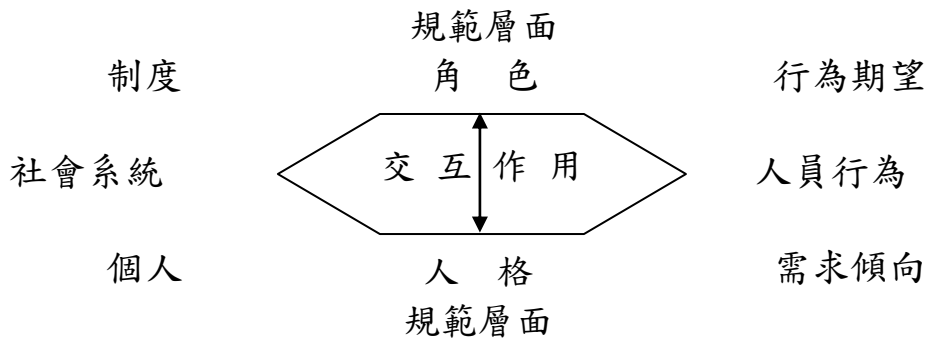 規範層面
制度 角 色 行為期望
社會系統 交 互 作 用 人員行為
個人 人 格 需求傾向
規範層面